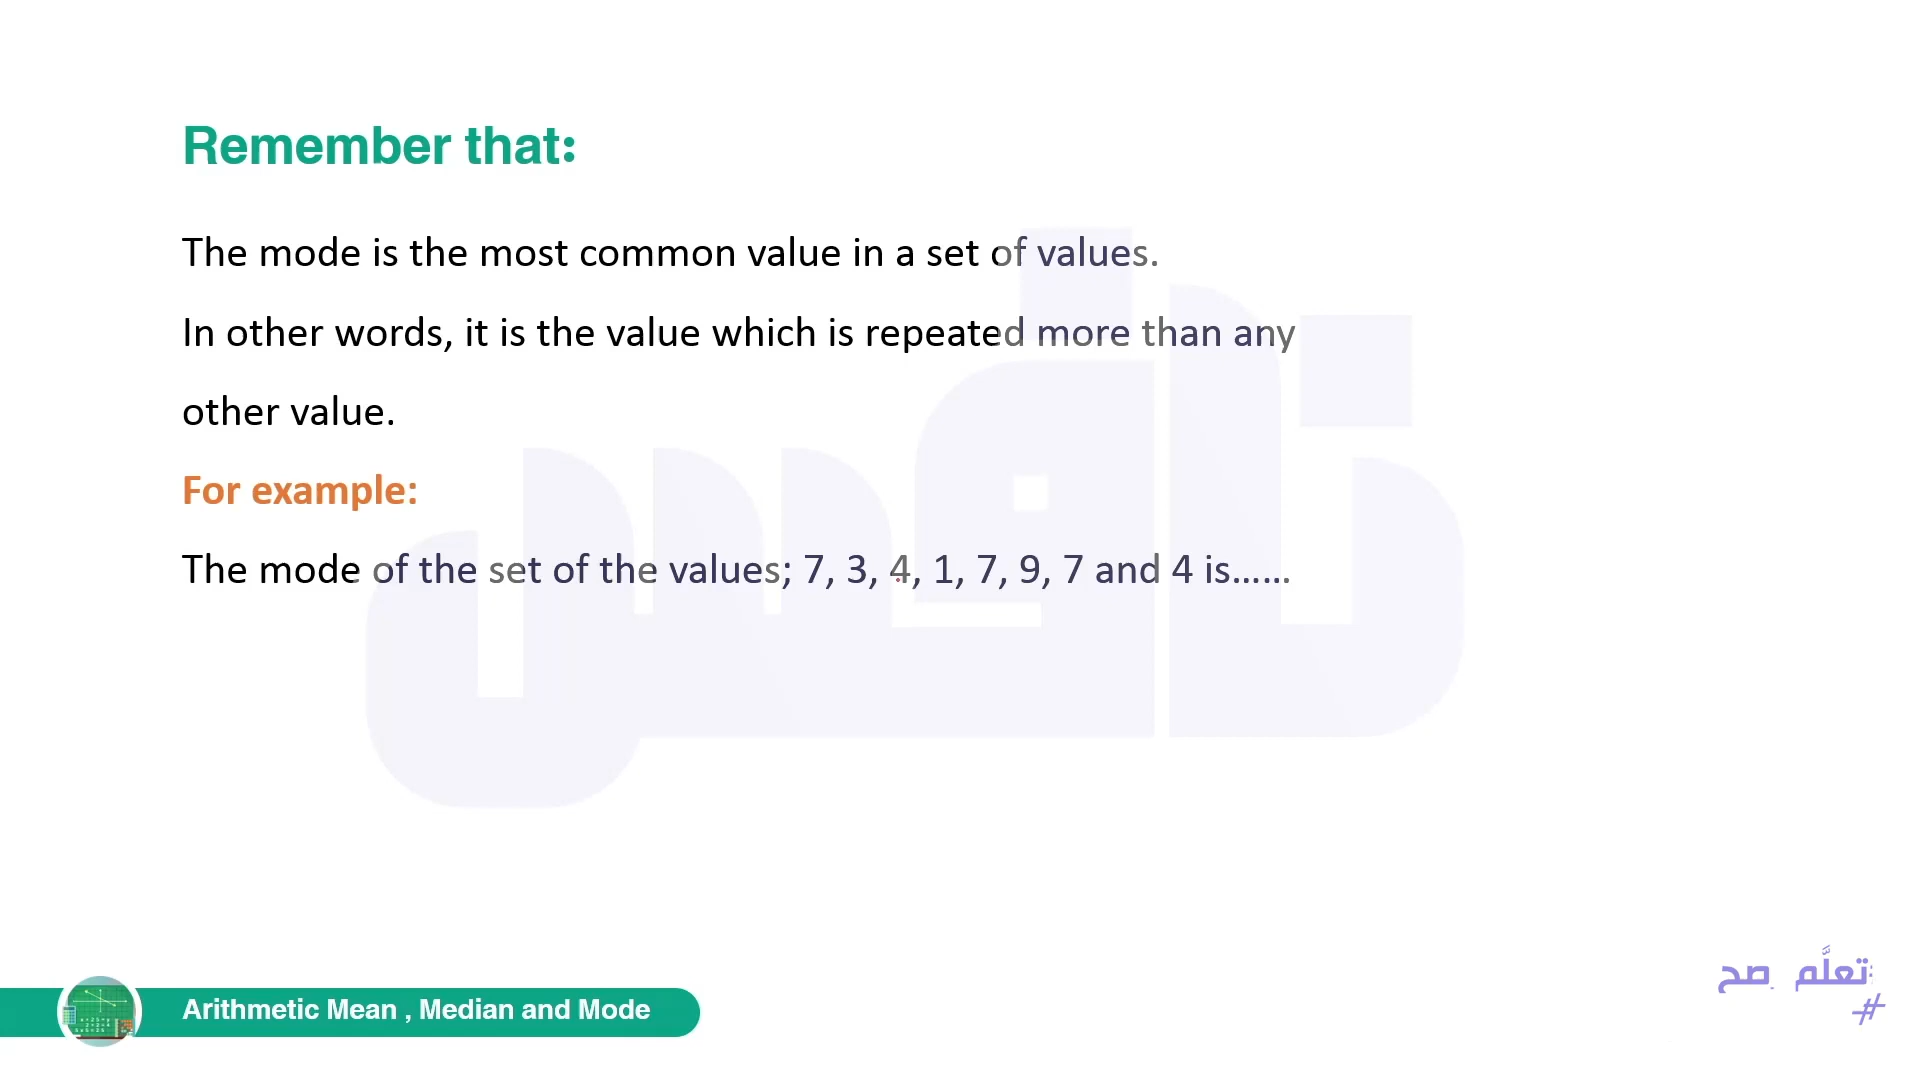 Remember that:
The mode is the most common value in a set of values.
In other words, it is the value which is repeated more than any
other value.
For example:
The mode of the set of the values; 7, 3, 4, 1, 7, 9, 7 and 4 is......
Arithmetic Mean , Median and Mode
تعلَّم صح
#